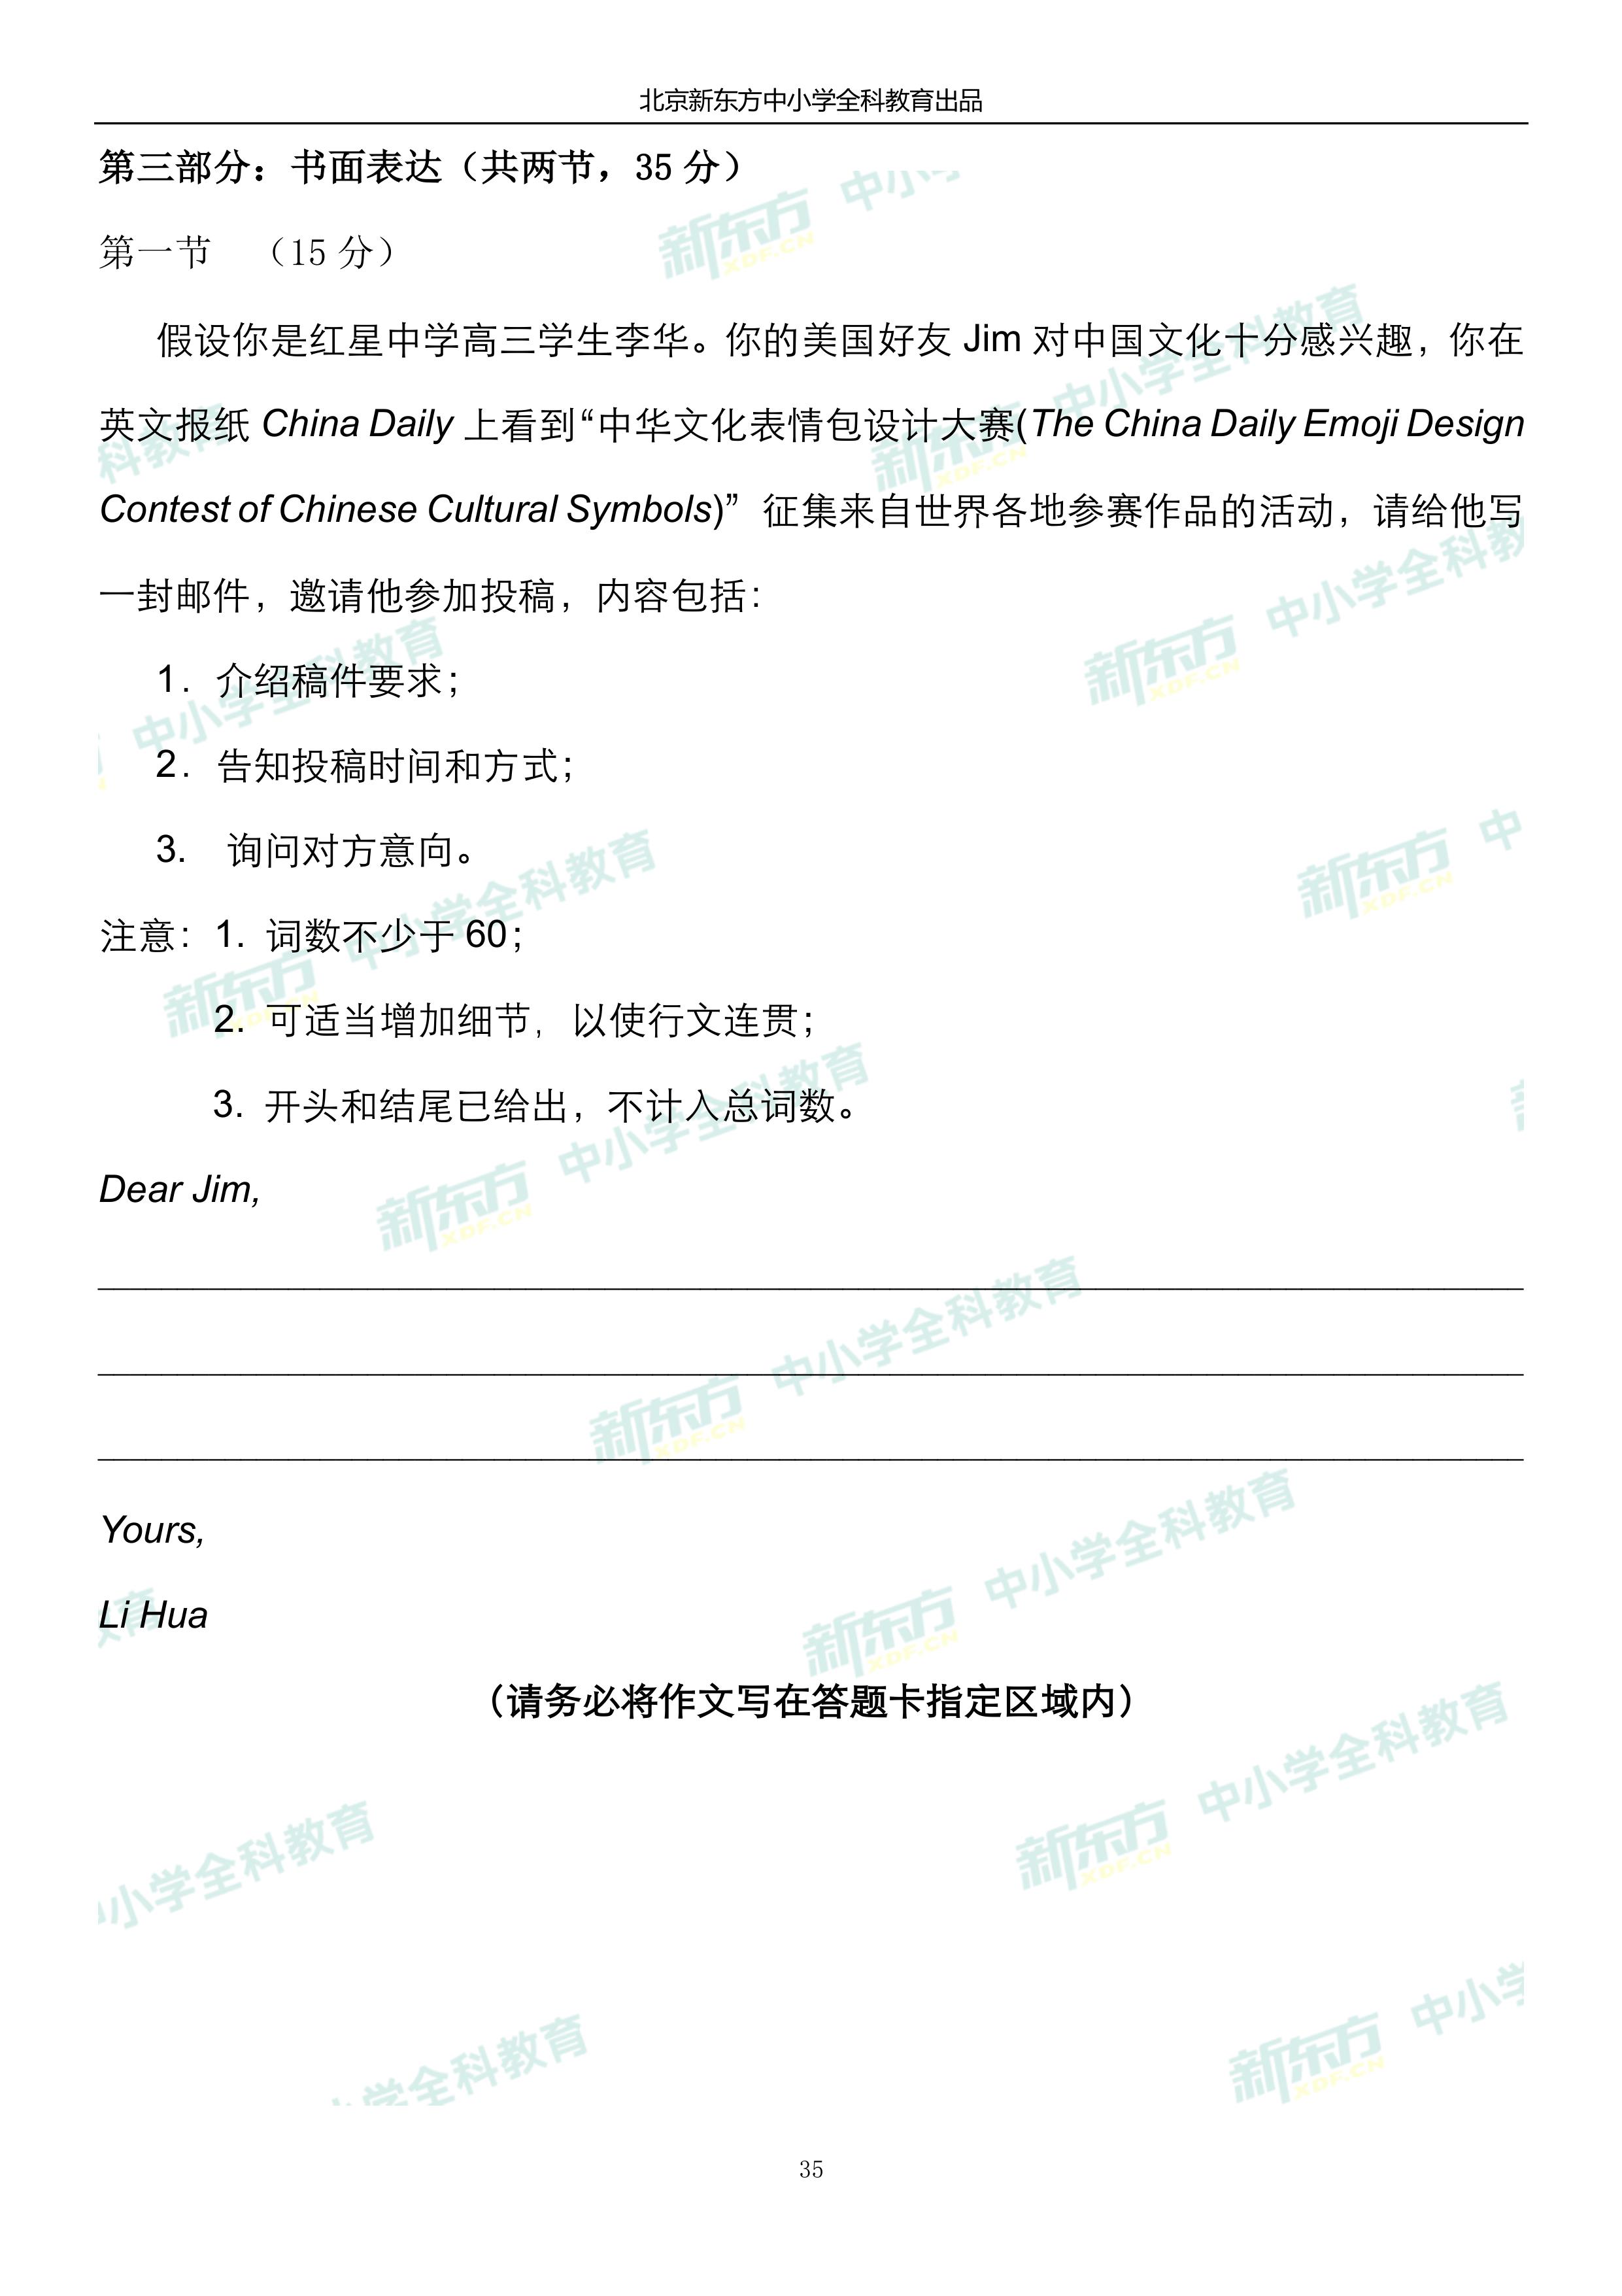 北京新东方中小学全科教育出品
第三部分：书面表达（共两节，35 分）
第一节 （15 分）
假设你是红星中学高三学生李华。你的美国好友 Jim 对中国文化十分感兴趣，你在
英文报纸 China Daily 上看到“中华文化表情包设计大赛(The China Daily Emoji Design
Contest of Chinese Cultural Symbols)” 征集来自世界各地参赛作品的活动，请给他写
一封邮件，邀请他参加投稿，内容包括：
1. 介绍稿件要求；
2. 告知投稿时间和方式；
3. 询问对方意向。
注意：1. 词数不少于 60；
2. 可适当增加细节，以使行文连贯；
3. 开头和结尾已给出，不计入总词数。
Dear Jim,
Yours,
Li Hua
（请务必将作文写在答题卡指定区域内）
35
新东方 XDF.CN 中小学全科教育